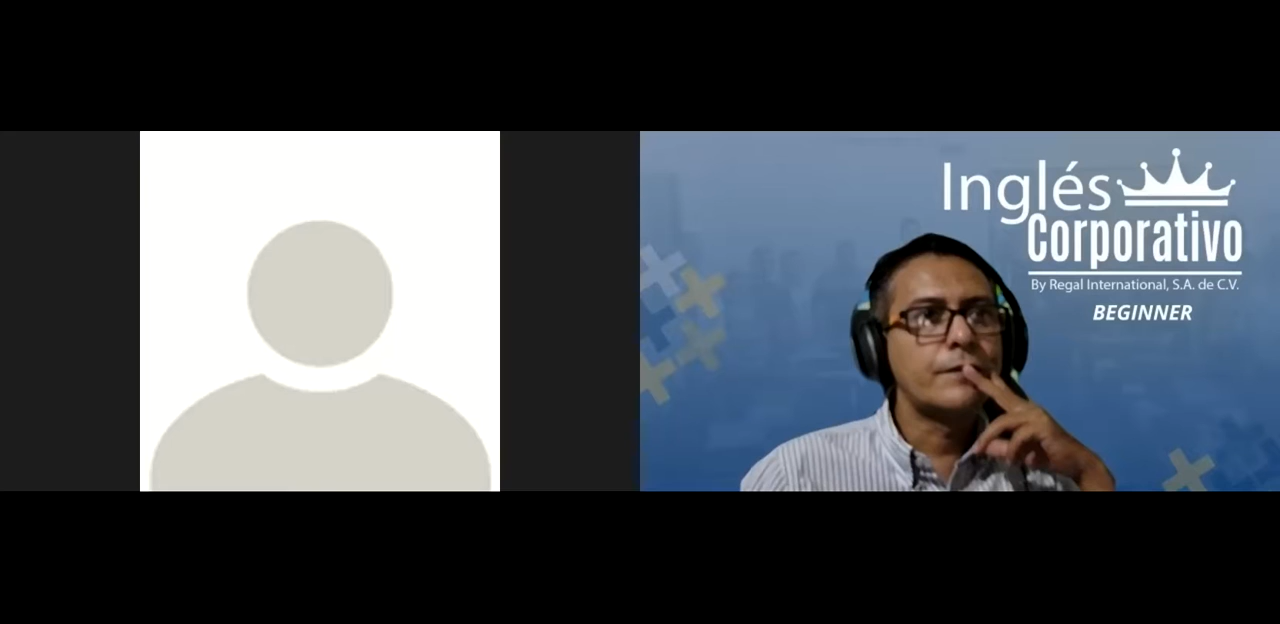 Inglés
Corporativo
By Regal International, S.A. de C.V.
BEGINNER